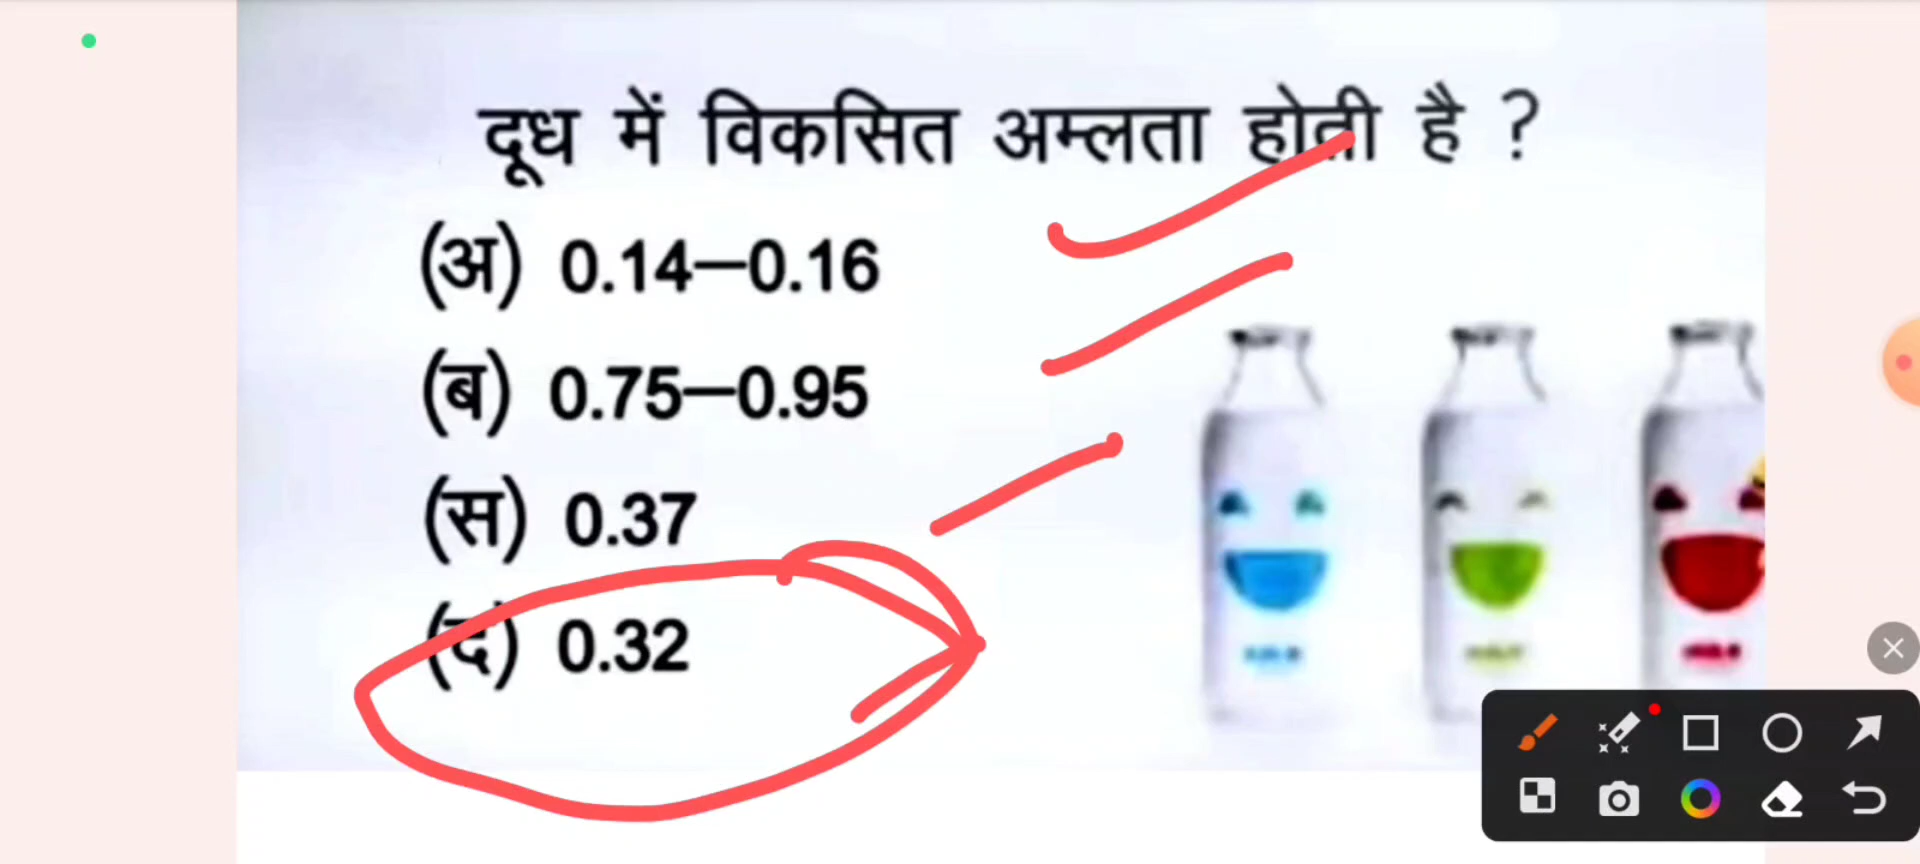 दूध में विकसित अम्लता होती है ?
(अ) 0.14–0.16
(ब) 0.75–0.95
(स) 0.37
(द) 0.32